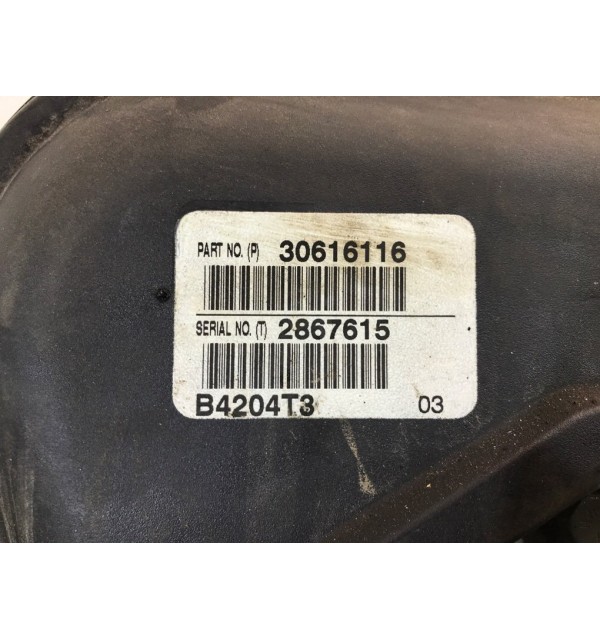 PART NO. (P) 30616116
SERIAL NO. (T) 2867615
B4204T3 03